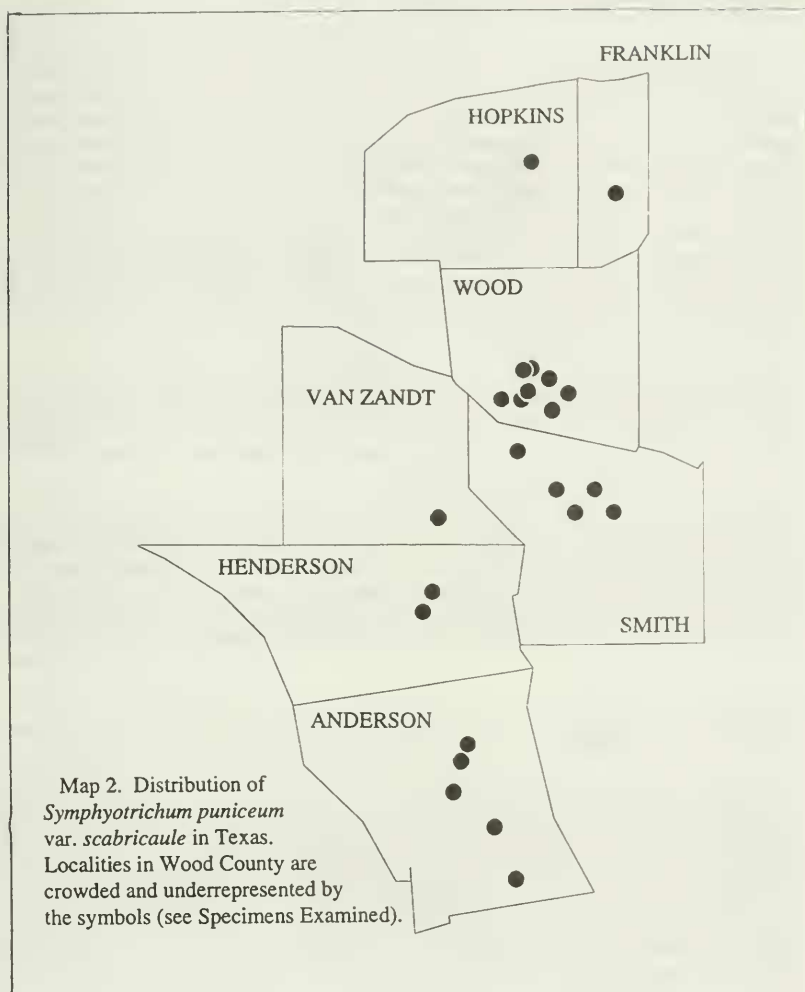 FRANKLIN
HOPKINS
WOOD
VAN ZANDT
HENDERSON
SMITH
ANDERSON
Map 2. Distribution of
Symphyotrichum puniceum
var. scabricaule in Texas.
Localities in Wood County are
crowded and underrepresented by
the symbols (see Specimens Examined).